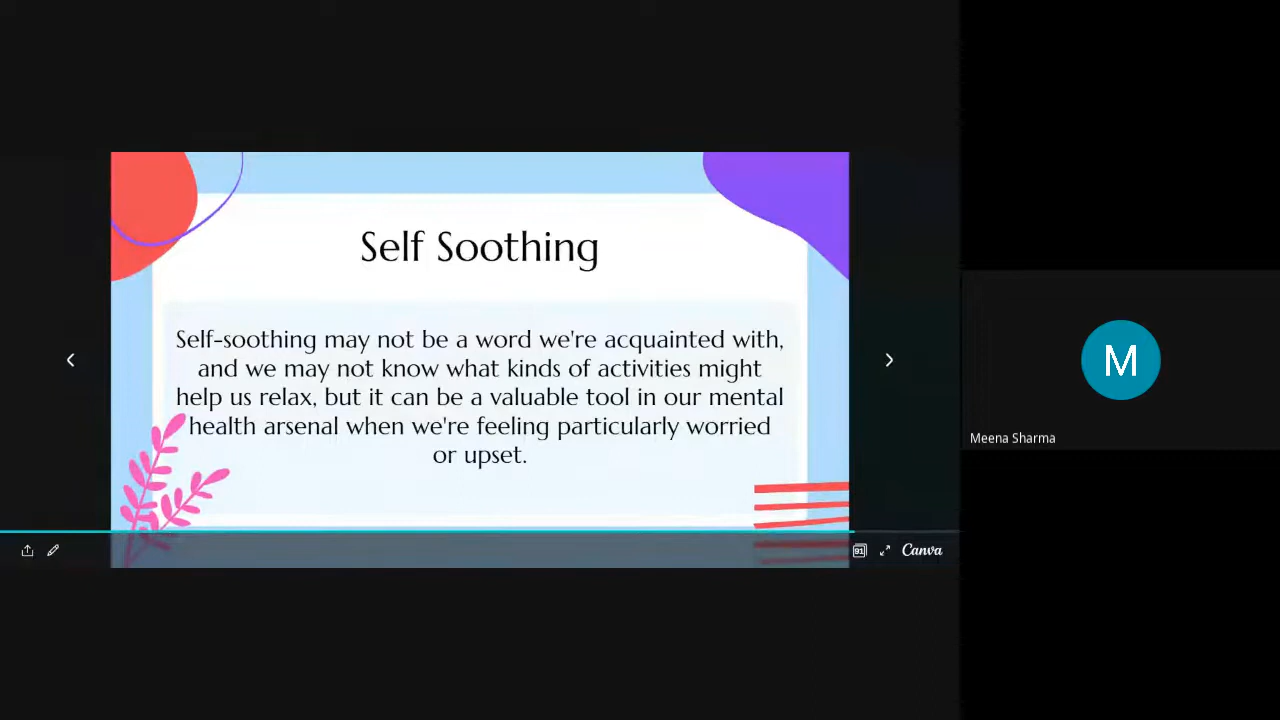 Self Soothing
Self-soothing may not be a word we're acquainted with,
and we may not know what kinds of activities might
help us relax, but it can be a valuable tool in our mental
health arsenal when we're feeling particularly worried
or upset.
91
Canva
M
Meena Sharma